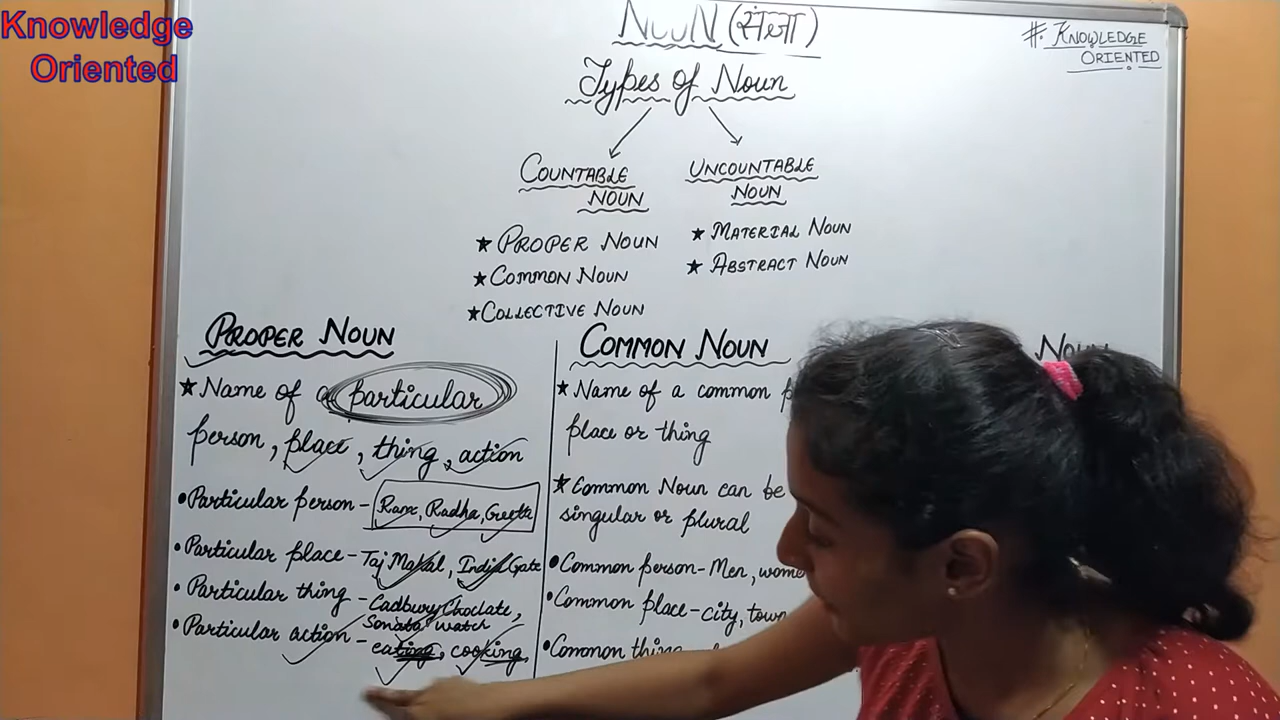 Knowledge
Oriented
NOUN (संज्ञा)
#. KNOWLEDGE
ORIENTED
Types of Noun
COUNTABLE
NOUN
UNCOUNTABLE
NOUN
★ PROPER NOUN
★ COMMON NOUN
★ COLLECTIVE NOUN
★ MATERIAL NOUN
★ ABSTRACT NOUN
PROPER NOUN
★ Name of a particular
person, place, thing, action
• Particular person - Ram, Radha, Geeta
• Particular place - Taj Mahal, India Gate
• Particular thing - Cadbury Choclate,
Sonata watch
• Particular action - eating, cooking
COMMON NOUN
★ Name of a common
place or thing
★ Common Noun can be
singular or plural
• Common person - Men, women
• Common place - city, town
• Common thing
NOUN